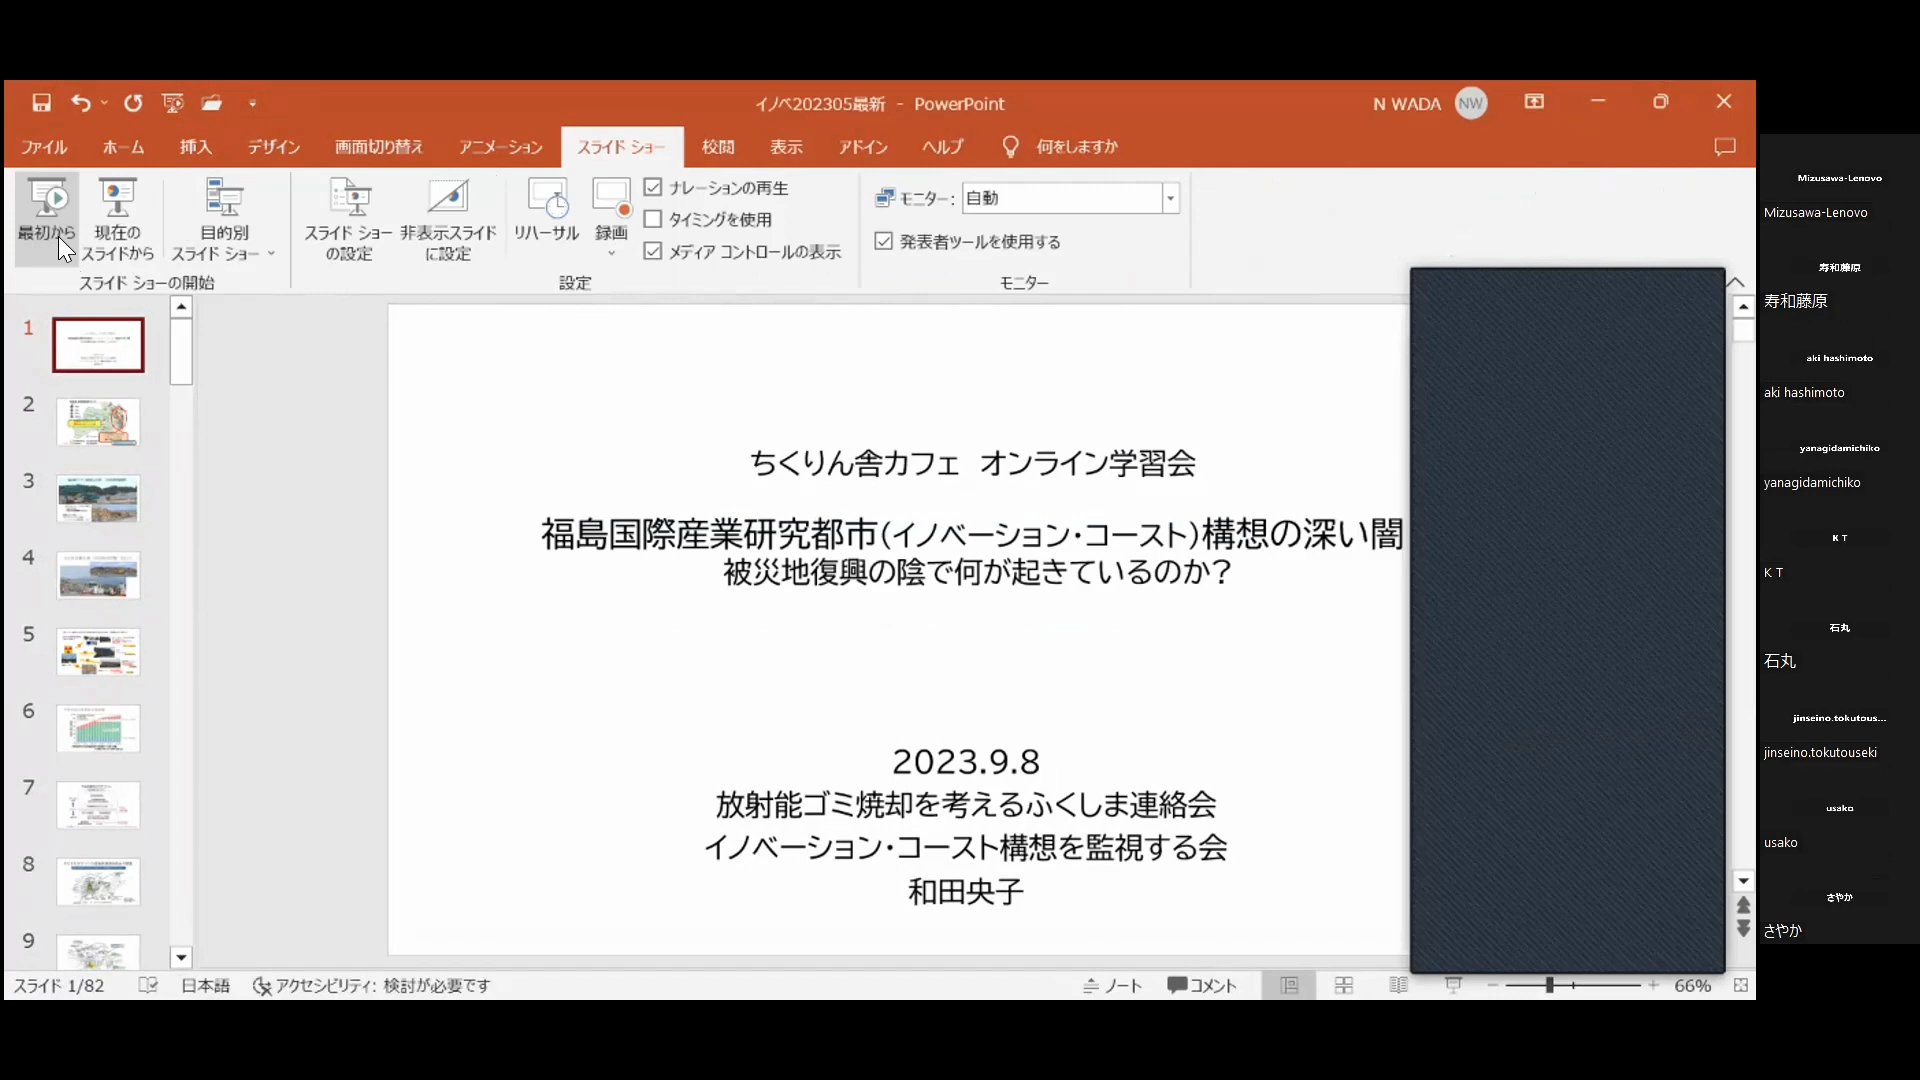 イノベ202305最新 - PowerPoint
N WADA NW
ファイル ホーム 挿入 デザイン 画面切り替え アニメーション スライド ショー 校閲 表示 アドイン ヘルプ 何をしますか
最初から
現在の
スライドから
目的別
スライド ショー
スライド ショーの開始
スライド ショー
の設定
非表示スライド
に設定
リハーサル
録画
ナレーションの再生
タイミングを使用
メディア コントロールの表示
設定
モニター: 自動
発表者ツールを使用する
モニター
1
2
3
4
5
6
7
8
9
ちくりん舎カフェ オンライン学習会
福島国際産業研究都市(イノベーション・コースト)構想の深い闇
被災地復興の陰で何が起きているのか?
2023.9.8
放射能ゴミ焼却を考えるふくしま連絡会
イノベーション・コースト構想を監視する会
和田央子
スライド 1/82 日本語 アクセシビリティ: 検討が必要です ノート コメント 66%
Mizusawa-Lenovo
Mizusawa-Lenovo
寿和藤原
寿和藤原
aki hashimoto
aki hashimoto
yanagidamichiko
yanagidamichiko
K T
K T
石丸
石丸
jinseino.tokutous...
jinseino.tokutouseki
usako
usako
さやか
さやか